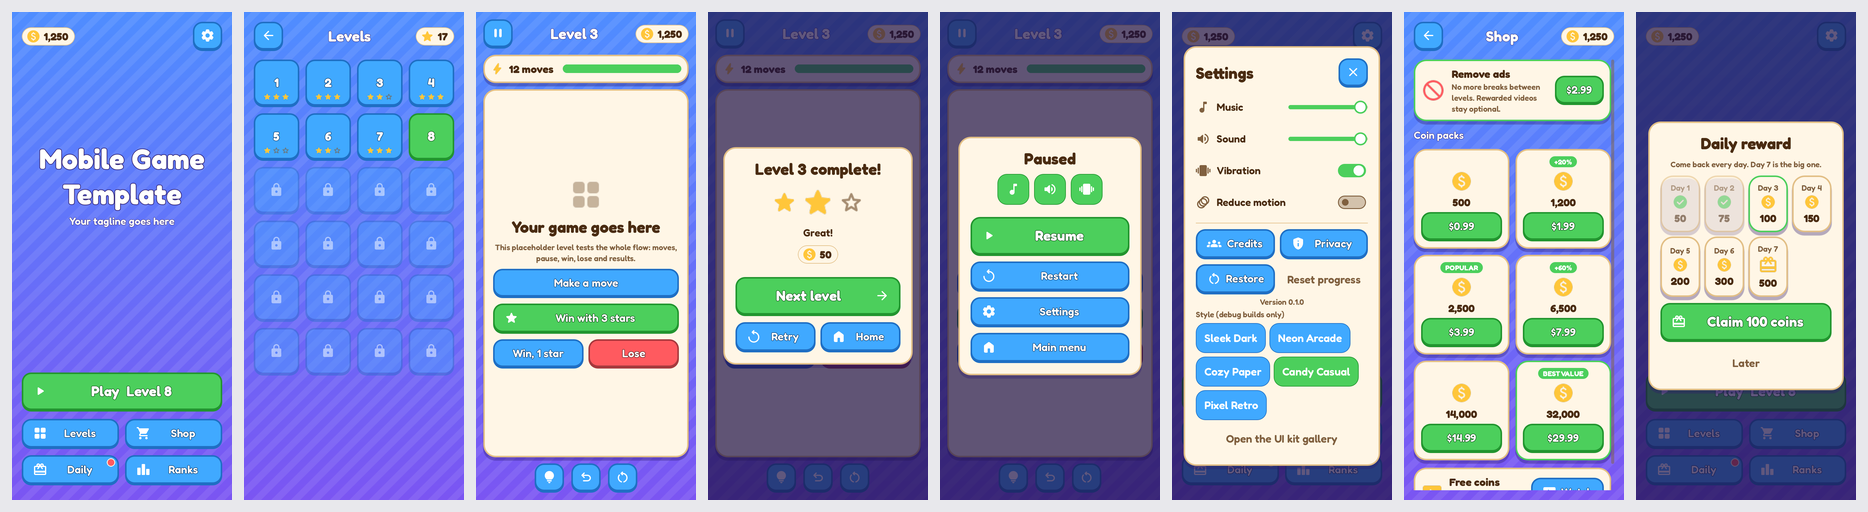 1,250
Mobile Game
Template
Your tagline goes here
Play Level 8
Levels
Shop
Daily
Ranks
Levels
17
1
2
3
4
5
6
7
8
Level 3
1,250
12 moves
Your game goes here
This placeholder level tests the whole flow: moves,
pause, win, lose and results.
Make a move
Win with 3 stars
Win, 1 star
Lose
Level 3
1,250
12 moves
Level 3 complete!
Great!
50
Next level
Retry
Home
Level 3
1,250
12 moves
Paused
Resume
Restart
Settings
Main menu
1,250
Settings
Music
Sound
Vibration
Reduce motion
Credits
Privacy
Restore
Reset progress
Version 0.1.0
Style (debug builds only)
Sleek Dark
Neon Arcade
Cozy Paper
Candy Casual
Pixel Retro
Open the UI kit gallery
Daily
Ranks
Shop
1,250
Remove ads
No more breaks between
levels. Rewarded videos
stay optional.
$2.99
Coin packs
500
$0.99
+20%
1,200
$1.99
POPULAR
2,500
$3.99
+60%
6,500
$7.99
14,000
$14.99
BEST VALUE
32,000
$29.99
Free coins
1,250
Daily reward
Come back every day. Day 7 is the big one.
Day 1
50
Day 2
75
Day 3
100
Day 4
150
Day 5
200
Day 6
300
Day 7
500
Claim 100 coins
Later
Play Level 8
Levels
Shop
Daily
Ranks